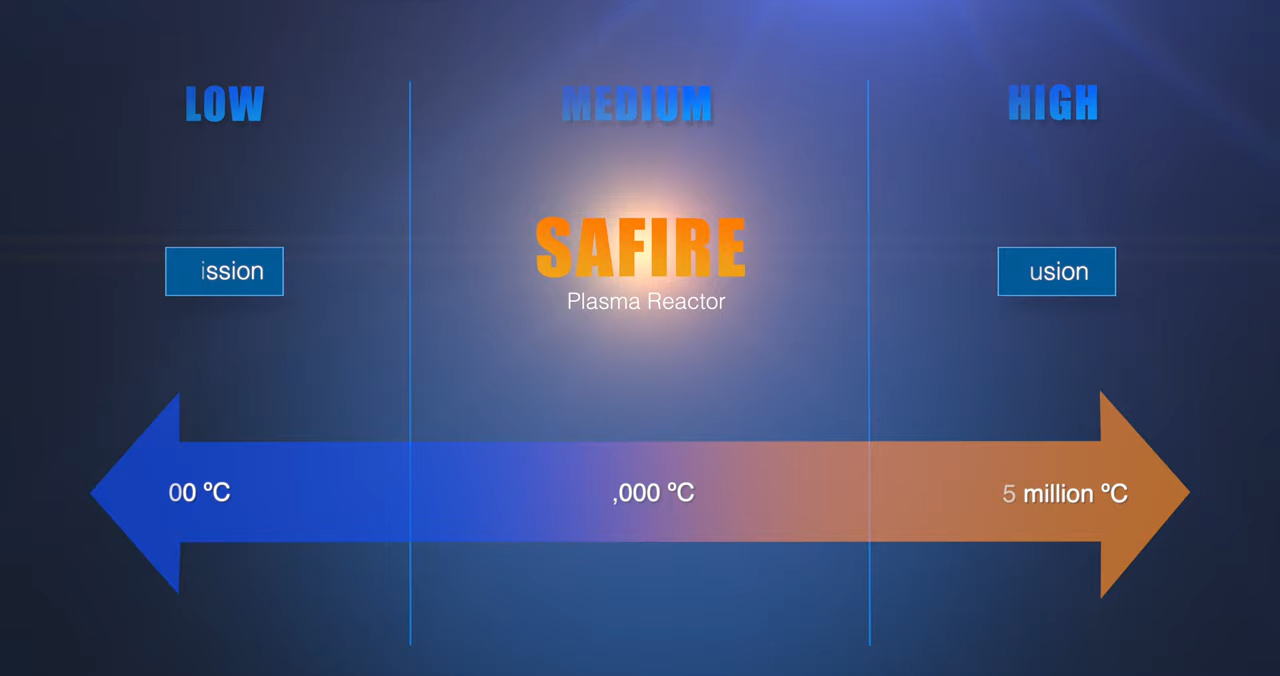 LOW
MEDIUM
HIGH
SAFIRE
Plasma Reactor
ission
usion
00 ºC
,000 ºC
5 million ºC